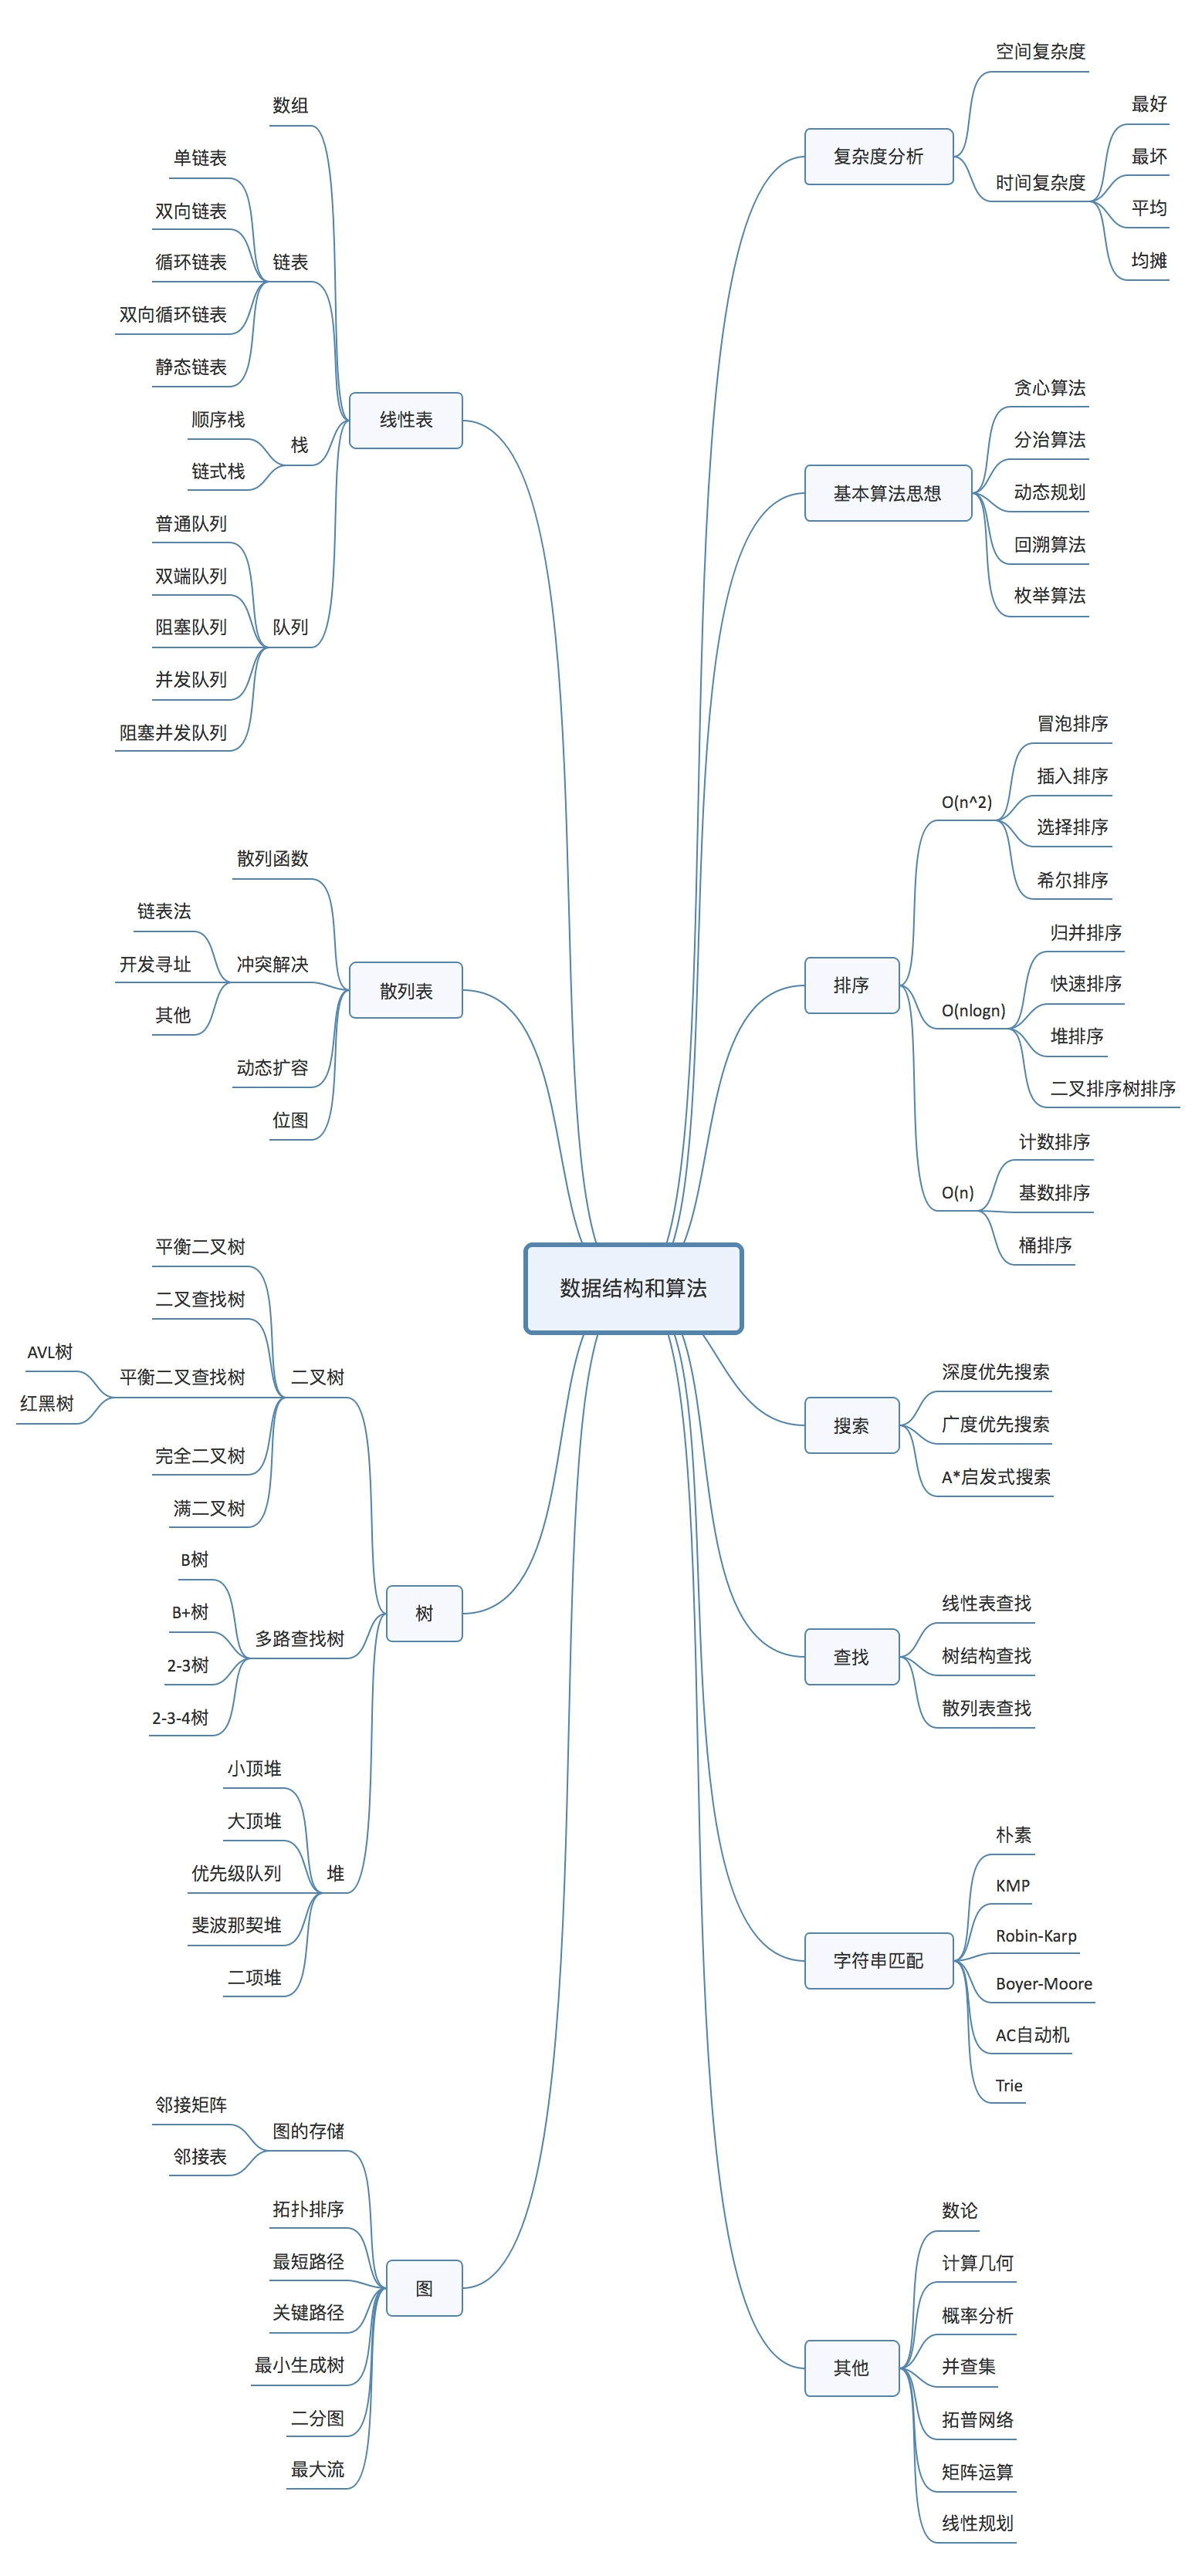 数据结构和算法
线性表
数组
链表
单链表
双向链表
循环链表
双向循环链表
静态链表
栈
顺序栈
链式栈
队列
普通队列
双端队列
阻塞队列
并发队列
阻塞并发队列
散列表
散列函数
冲突解决
链表法
开发寻址
其他
动态扩容
位图
树
二叉树
平衡二叉树
二叉查找树
平衡二叉查找树
AVL树
红黑树
完全二叉树
满二叉树
多路查找树
B树
B+树
2-3树
2-3-4树
堆
小顶堆
大顶堆
优先级队列
斐波那契堆
二项堆
图
图的存储
邻接矩阵
邻接表
拓扑排序
最短路径
关键路径
最小生成树
二分图
最大流
复杂度分析
空间复杂度
时间复杂度
最好
最坏
平均
均摊
基本算法思想
贪心算法
分治算法
动态规划
回溯算法
枚举算法
排序
O(n^2)
冒泡排序
插入排序
选择排序
希尔排序
O(nlogn)
归并排序
快速排序
堆排序
二叉排序树排序
O(n)
计数排序
基数排序
桶排序
搜索
深度优先搜索
广度优先搜索
A*启发式搜索
查找
线性表查找
树结构查找
散列表查找
字符串匹配
朴素
KMP
Robin-Karp
Boyer-Moore
AC自动机
Trie
其他
数论
计算几何
概率分析
并查集
拓普网络
矩阵运算
线性规划